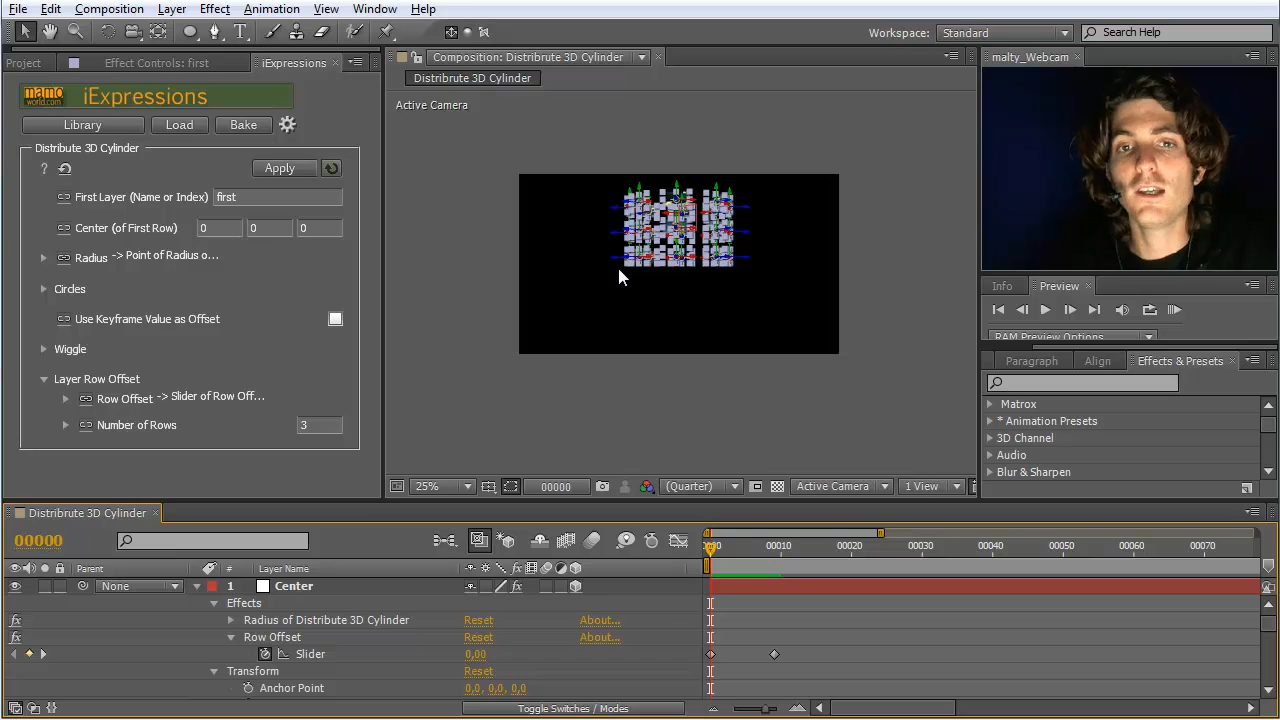 File Edit Composition Layer Effect Animation View Window Help
Workspace: Standard Search Help
Project Effect Controls: first iExpressions
Composition: Distribrute 3D Cylinder
malty_Webcam
Distribrute 3D Cylinder
mamo world.com iExpressions
Active Camera
Library Load Bake
Distribute 3D Cylinder
? Apply
First Layer (Name or Index) first
Center (of First Row) 0 0 0
Radius -> Point of Radius o...
Circles
Use Keyframe Value as Offset
Wiggle
Layer Row Offset
Row Offset -> Slider of Row Off...
Number of Rows 3
Info Preview
RAM Preview Options
Paragraph Align Effects & Presets
Matrox
* Animation Presets
3D Channel
Audio
Blur & Sharpen
25% 00000 (Quarter) Active Camera 1 View
Distribrute 3D Cylinder
00000
00010 00020 00030 00040 00050 00060 00070
Parent # Layer Name
None 1 Center
Effects
fx Radius of Distribute 3D Cylinder Reset About...
fx Row Offset Reset About...
Slider 0,00
Transform Reset
Anchor Point 0,0, 0,0, 0,0
Toggle Switches / Modes